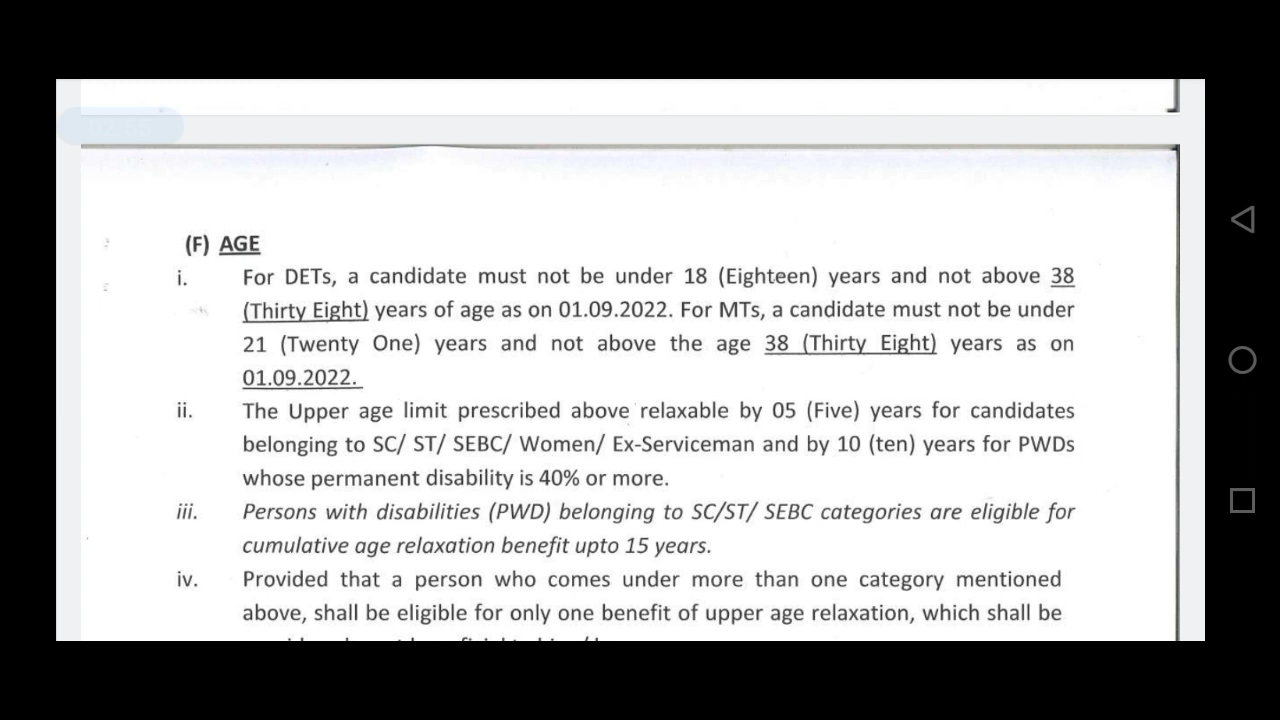 (F) AGE
i. For DETs, a candidate must not be under 18 (Eighteen) years and not above 38
(Thirty Eight) years of age as on 01.09.2022. For MTs, a candidate must not be under
21 (Twenty One) years and not above the age 38 (Thirty Eight) years as on
01.09.2022.
ii. The Upper age limit prescribed above relaxable by 05 (Five) years for candidates
belonging to SC/ ST/ SEBC/ Women/ Ex-Serviceman and by 10 (ten) years for PWDs
whose permanent disability is 40% or more.
iii. Persons with disabilities (PWD) belonging to SC/ST/ SEBC categories are eligible for
cumulative age relaxation benefit upto 15 years.
iv. Provided that a person who comes under more than one category mentioned
above, shall be eligible for only one benefit of upper age relaxation, which shall be